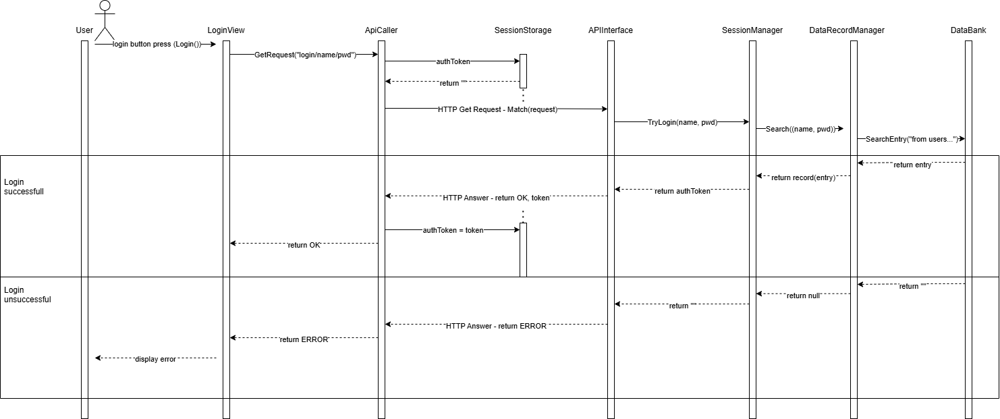 User
LoginView
ApiCaller
SessionStorage
APIInterface
SessionManager
DataRecordManager
DataBank
login button press (Login())
GetRequest("login/name/pwd")
authToken
return ""
HTTP Get Request - Match(request)
TryLogin(name, pwd)
Search((name, pwd))
SearchEntry("from users...")
Login
successfull
return entry
return record(entry)
return authToken
HTTP Answer - return OK, token
authToken = token
return OK
Login
unsuccessful
return ""
return null
return ""
HTTP Answer - return ERROR
return ERROR
display error